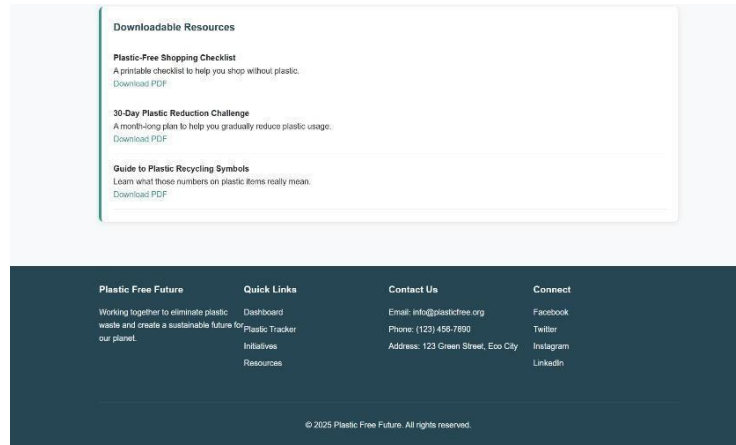 Downloadable Resources
Plastic-Free Shopping Checklist
A printable checklist to help you shop without plastic.
Download PDF
30-Day Plastic Reduction Challenge
A month-long plan to help you gradually reduce plastic usage.
Download PDF
Guide to Plastic Recycling Symbols
Learn what those numbers on plastic items really mean.
Download PDF
Plastic Free Future
Working together to eliminate plastic
waste and create a sustainable future for
our planet.
Quick Links
Dashboard
Plastic Tracker
Initiatives
Resources
Contact Us
Email: info@plasticfree.org
Phone: (123) 456-7890
Address: 123 Green Street, Eco City
Connect
Facebook
Twitter
Instagram
LinkedIn
© 2025 Plastic Free Future. All rights reserved.